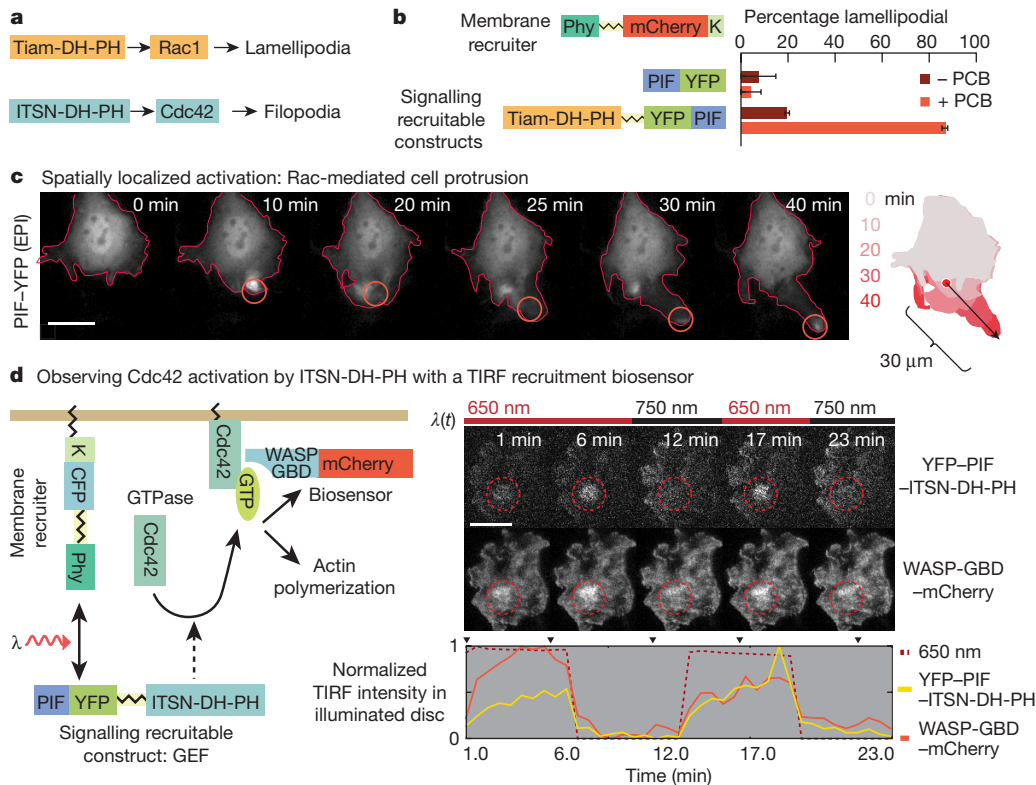 a
Tiam-DH-PH Rac1 Lamellipodia
ITSN-DH-PH Cdc42 Filopodia
b
Membrane recruiter
Phy mCherry K
Percentage lamellipodial
0 20 40 60 80 100
PIF YFP
Signalling recruitable constructs
Tiam-DH-PH YFP PIF
– PCB
+ PCB
c Spatially localized activation: Rac-mediated cell protrusion
PIF–YFP (EPI)
0 min 10 min 20 min 25 min 30 min 40 min
0 min
10
20
30
40
30 μm
d Observing Cdc42 activation by ITSN-DH-PH with a TIRF recruitment biosensor
Membrane recruiter
K
CFP
Phy
λ
PIF YFP ITSN-DH-PH
Signalling recruitable
construct: GEF
GTPase
Cdc42
Cdc42
GTP
WASP
GBD
mCherry
Biosensor
Actin
polymerization
λ(t)
650 nm 750 nm 650 nm 750 nm
1 min 6 min 12 min 17 min 23 min
YFP–PIF
–ITSN-DH-PH
WASP-GBD
–mCherry
Normalized
TIRF intensity in
illuminated disc
1
0
1.0 6.0 12.0 17.0 23.0
Time (min)
650 nm
YFP–PIF
–ITSN-DH-PH
WASP-GBD
–mCherry